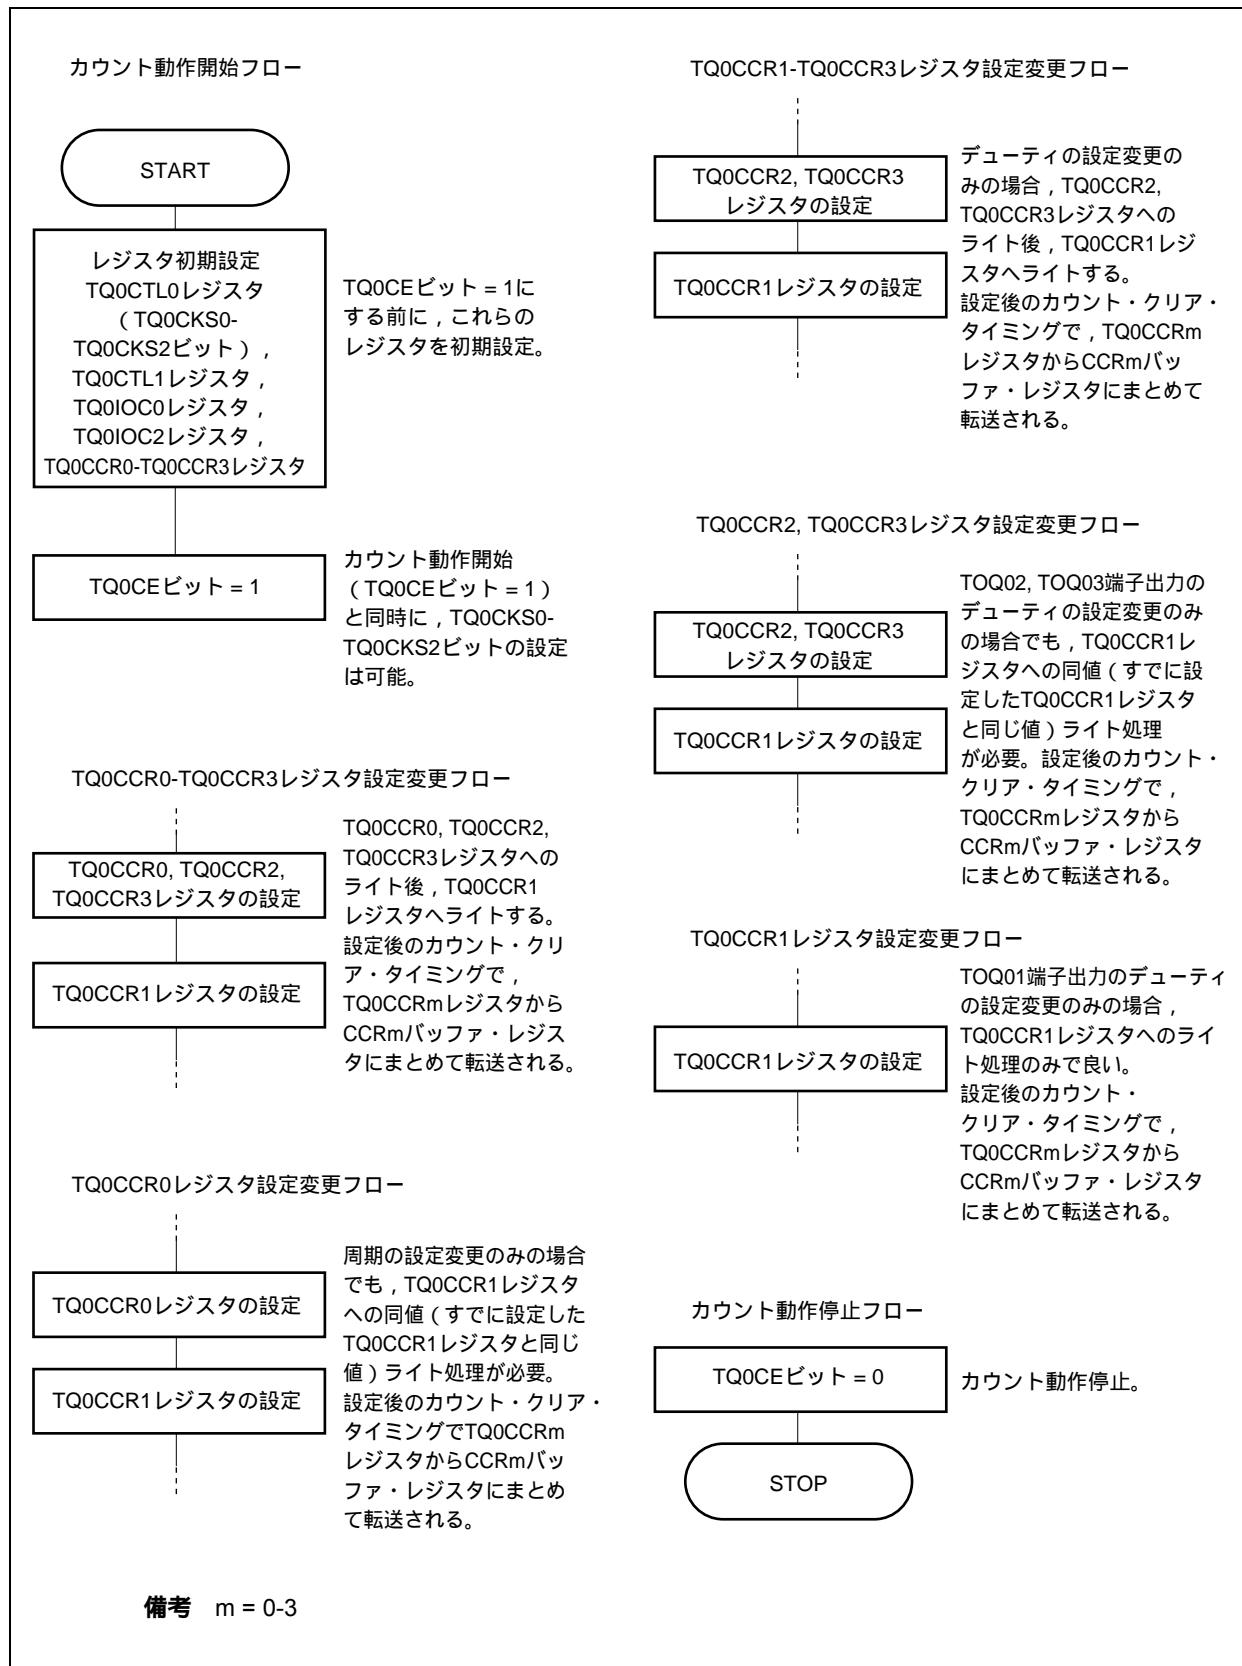 カウント動作開始フロー
START
レジスタ初期設定
TQ0CTL0レジスタ
（TQ0CKS0-
TQ0CKS2ビット），
TQ0CTL1レジスタ，
TQ0IOC0レジスタ，
TQ0IOC2レジスタ，
TQ0CCR0-TQ0CCR3レジスタ
TQ0CEビット = 1に
する前に，これらの
レジスタを初期設定。
TQ0CEビット = 1
カウント動作開始
（TQ0CEビット = 1）
と同時に，TQ0CKS0-
TQ0CKS2ビットの設定
は可能。
TQ0CCR0-TQ0CCR3レジスタ設定変更フロー
TQ0CCR0, TQ0CCR2,
TQ0CCR3レジスタの設定
TQ0CCR1レジスタの設定
TQ0CCR0, TQ0CCR2,
TQ0CCR3レジスタへの
ライト後，TQ0CCR1
レジスタへライトする。
設定後のカウント・クリ
ア・タイミングで，
TQ0CCRmレジスタから
CCRmバッファ・レジス
タにまとめて転送される。
TQ0CCR0レジスタ設定変更フロー
TQ0CCR0レジスタの設定
TQ0CCR1レジスタの設定
周期の設定変更のみの場合
でも，TQ0CCR1レジスタ
への同値（すでに設定した
TQ0CCR1レジスタと同じ
値）ライト処理が必要。
設定後のカウント・クリア・
タイミングでTQ0CCRm
レジスタからCCRmバッ
ファ・レジスタにまとめ
て転送される。
TQ0CCR1-TQ0CCR3レジスタ設定変更フロー
TQ0CCR2, TQ0CCR3
レジスタの設定
TQ0CCR1レジスタの設定
デューティの設定変更の
みの場合，TQ0CCR2,
TQ0CCR3レジスタへの
ライト後，TQ0CCR1レジ
スタへライトする。
設定後のカウント・クリア・
タイミングで，TQ0CCRm
レジスタからCCRmバッ
ファ・レジスタにまとめて
転送される。
TQ0CCR2, TQ0CCR3レジスタ設定変更フロー
TQ0CCR2, TQ0CCR3
レジスタの設定
TQ0CCR1レジスタの設定
TOQ02, TOQ03端子出力の
デューティの設定変更のみ
の場合でも，TQ0CCR1レ
ジスタへの同値（すでに設
定したTQ0CCR1レジスタ
と同じ値）ライト処理
が必要。設定後のカウント・
クリア・タイミングで，
TQ0CCRmレジスタから
CCRmバッファ・レジスタ
にまとめて転送される。
TQ0CCR1レジスタ設定変更フロー
TQ0CCR1レジスタの設定
TOQ01端子出力のデューティ
の設定変更のみの場合，
TQ0CCR1レジスタへのライ
ト処理のみで良い。
設定後のカウント・
クリア・タイミングで，
TQ0CCRmレジスタから
CCRmバッファ・レジスタ
にまとめて転送される。
カウント動作停止フロー
TQ0CEビット = 0
カウント動作停止。
STOP
備考 m = 0-3